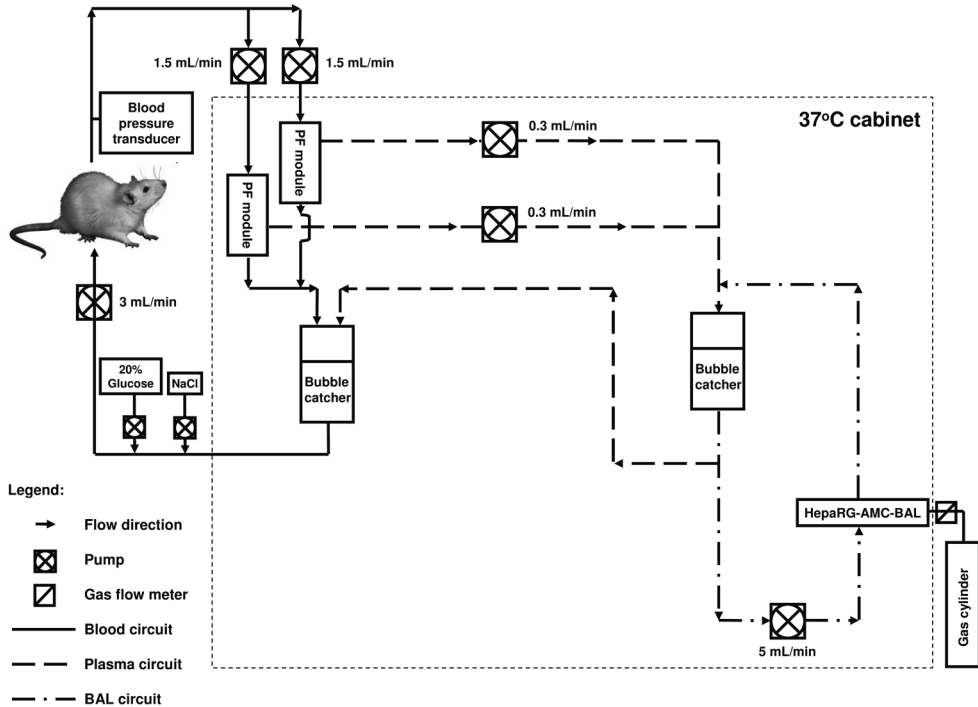 1.5 mL/min
1.5 mL/min
Blood
pressure
transducer
37ºC cabinet
0.3 mL/min
PF module
PF module
0.3 mL/min
3 mL/min
20%
Glucose
NaCl
Bubble
catcher
Bubble
catcher
Legend:
Flow direction
Pump
Gas flow meter
Blood circuit
Plasma circuit
BAL circuit
HepaRG-AMC-BAL
Gas cylinder
5 mL/min